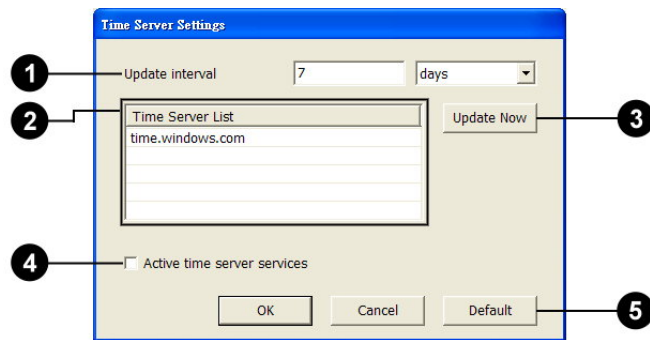 Time Server Settings
1 Update interval 7 days
2 Time Server List Update Now 3
time.windows.com
4 Active time server services
OK Cancel Default 5